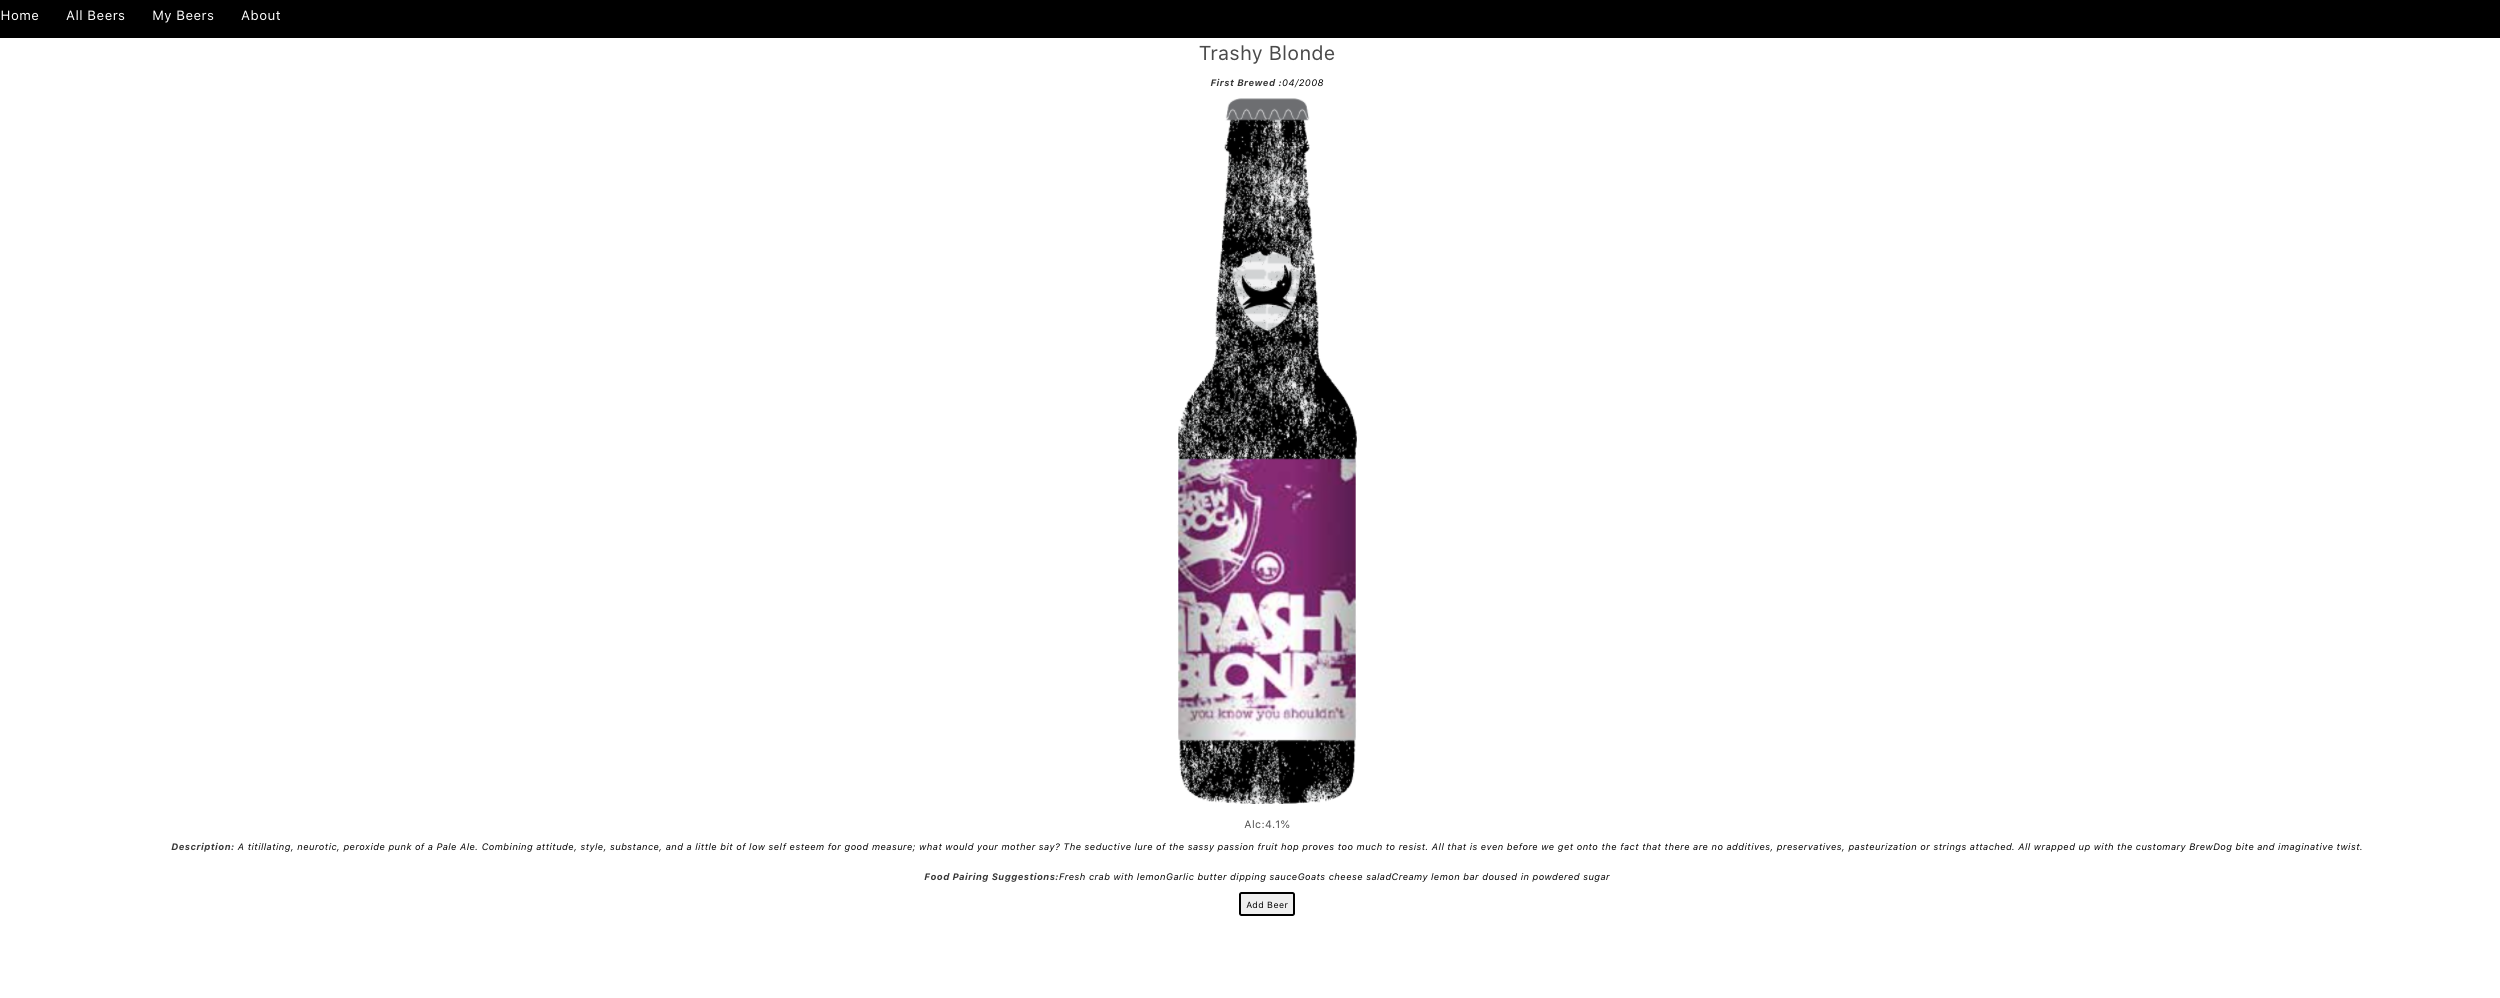 Home All Beers My Beers About
Trashy Blonde
First Brewed :04/2008
BREW
DOG
TRASHY
BLONDE
you know you shouldn't
Alc:4.1%
Description: A titillating, neurotic, peroxide punk of a Pale Ale. Combining attitude, style, substance, and a little bit of low self esteem for good measure; what would your mother say? The seductive lure of the sassy passion fruit hop proves too much to resist. All that is even before we get onto the fact that there are no additives, preservatives, pasteurization or strings attached. All wrapped up with the customary BrewDog bite and imaginative twist.
Food Pairing Suggestions:Fresh crab with lemonGarlic butter dipping sauceGoats cheese saladCreamy lemon bar doused in powdered sugar
Add Beer